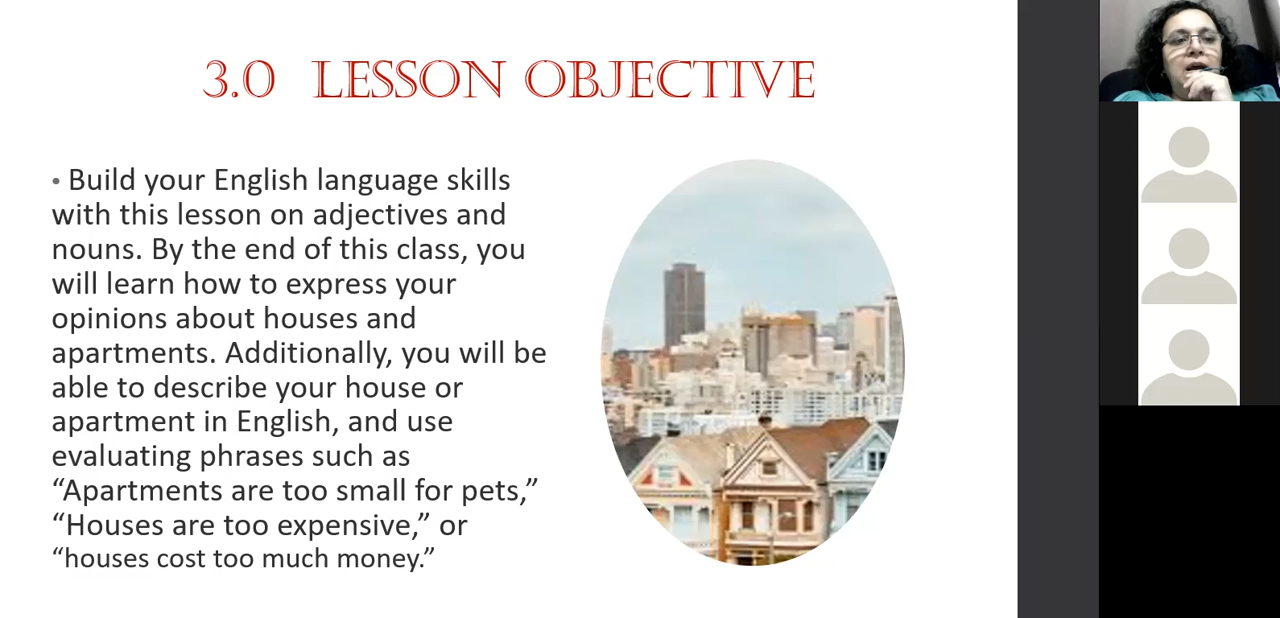 3.0 LESSON OBJECTIVE
• Build your English language skills
with this lesson on adjectives and
nouns. By the end of this class, you
will learn how to express your
opinions about houses and
apartments. Additionally, you will be
able to describe your house or
apartment in English, and use
evaluating phrases such as
“Apartments are too small for pets,”
“Houses are too expensive,” or
“houses cost too much money.”